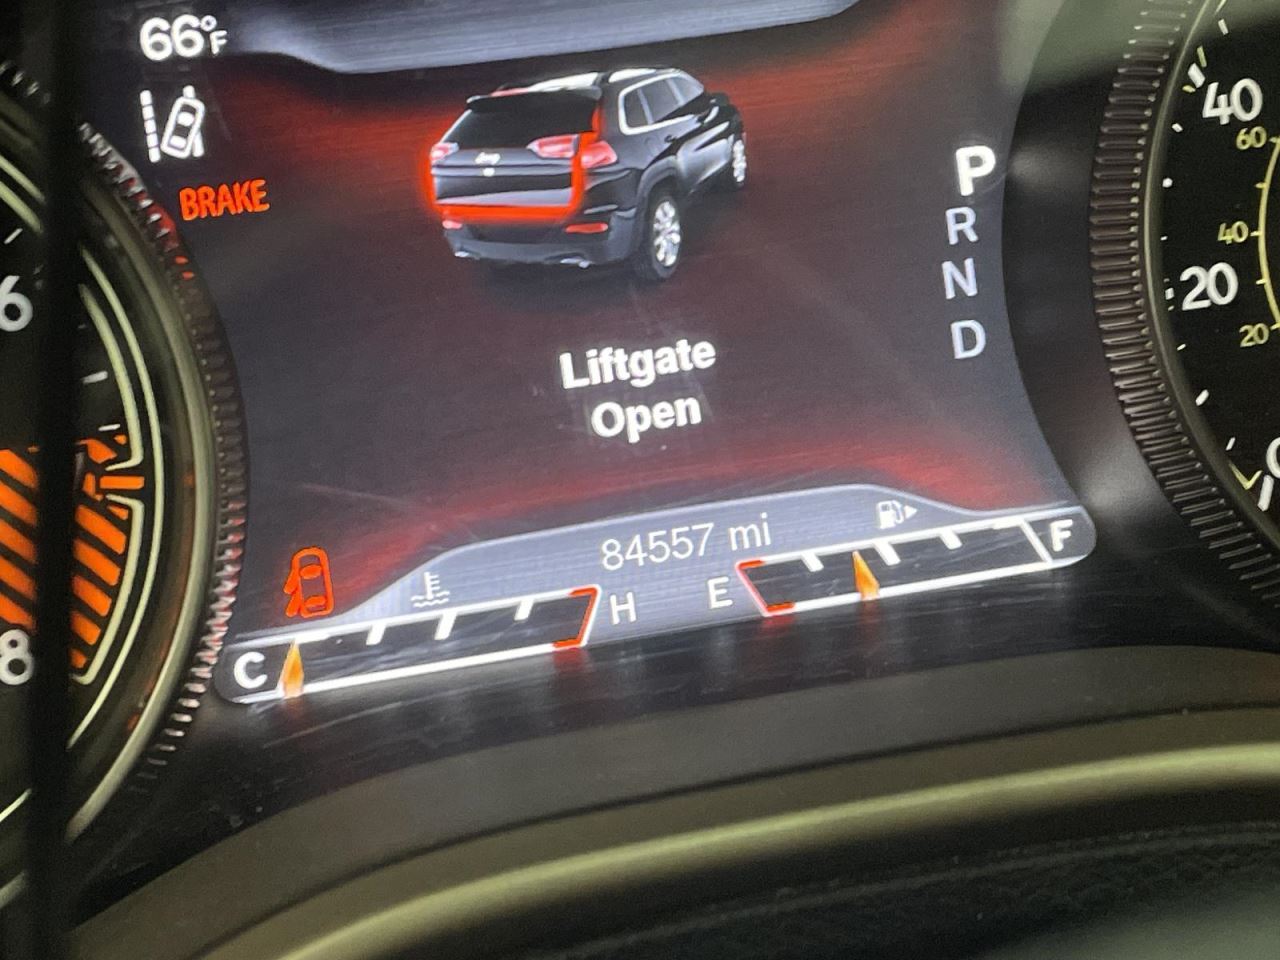 66°F
BRAKE
P
R
N
D
Liftgate
Open
84557 mi
C
H
E
F
6
8
40
20
60
40
20